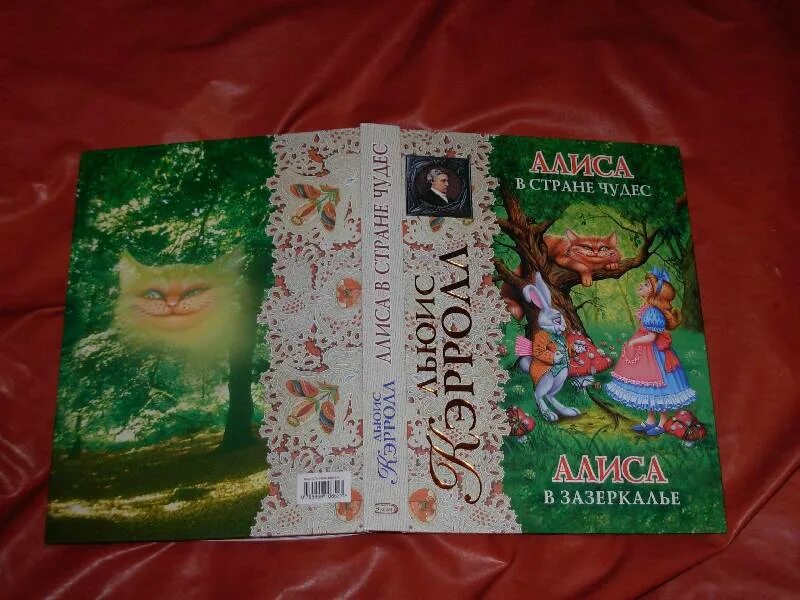 АЛИСА
В СТРАНЕ ЧУДЕС
ЛЬЮИС
КЭРРОЛЛ
АЛИСА
В ЗАЗЕРКАЛЬЕ
ЛЬЮИС
КЭРРОЛЛ
АЛИСА В СТРАНЕ ЧУДЕС